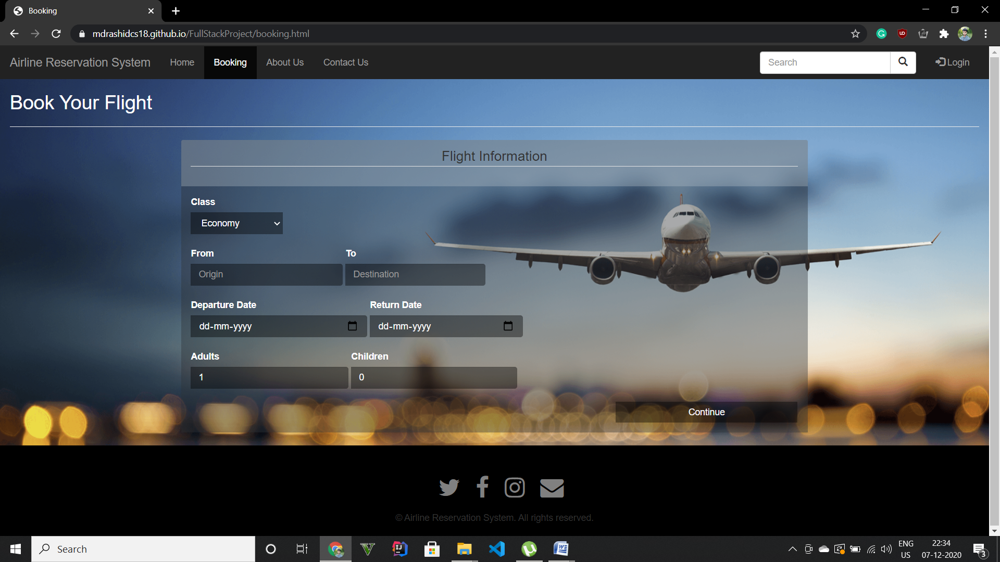 Booking
mdrashidcs18.github.io/FullStackProject/booking.html
Airline Reservation System Home Booking About Us Contact Us Search Login
Book Your Flight
Flight Information
Class
Economy
From To
Origin Destination
Departure Date Return Date
dd-mm-yyyy dd-mm-yyyy
Adults Children
1 0
Continue
© Airline Reservation System. All rights reserved.
Search
ENG
US
22:34
07-12-2020
3